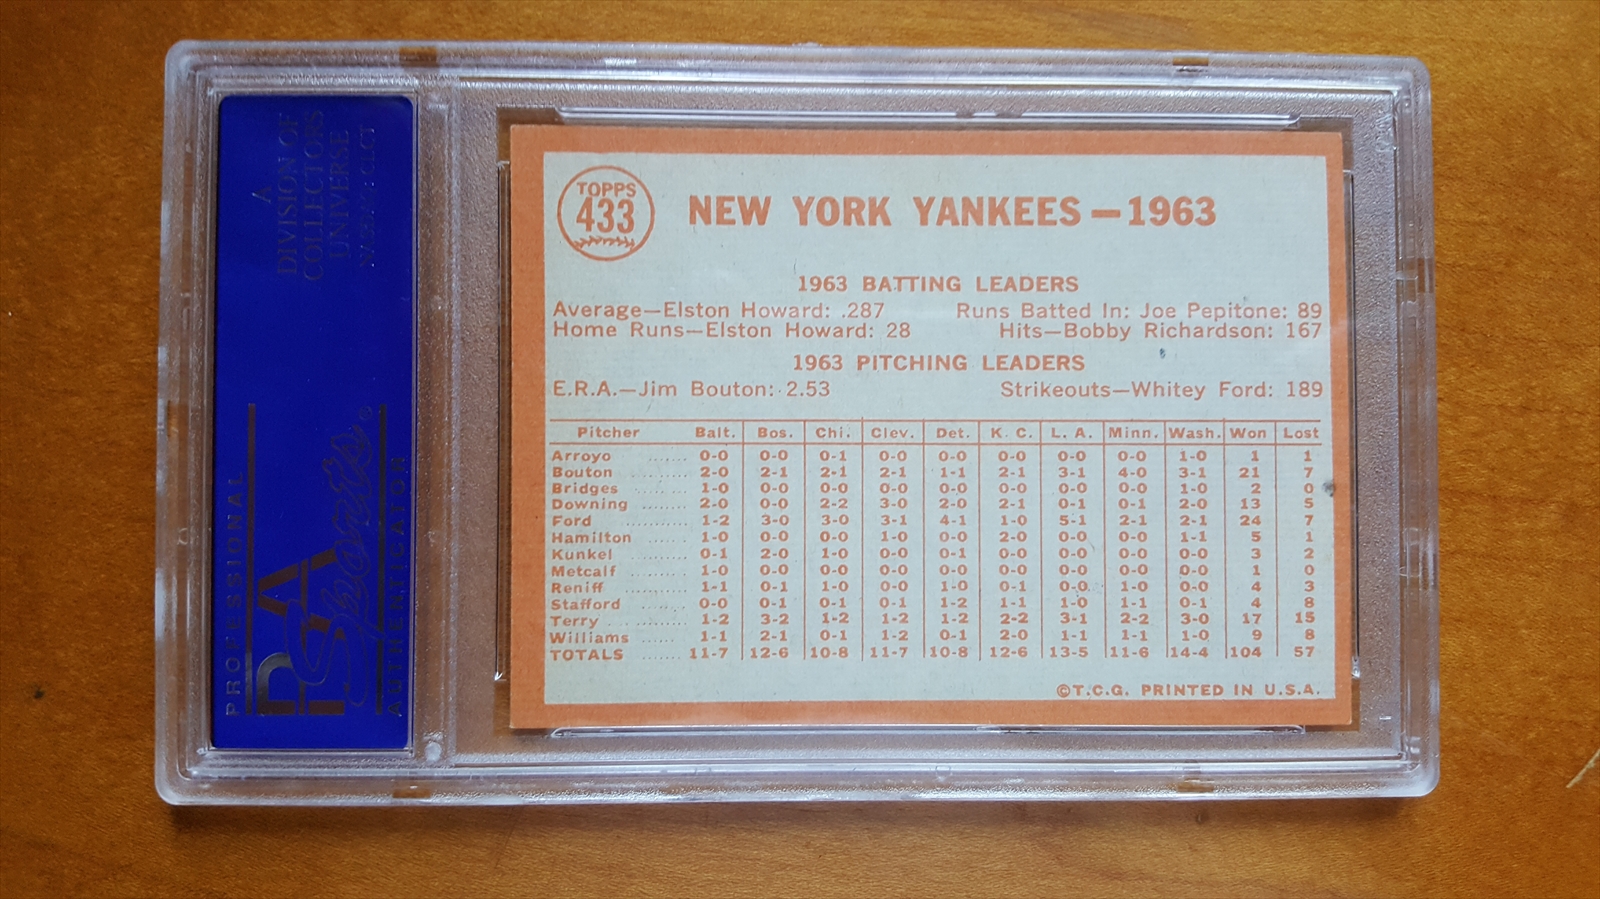 A
DIVISION OF
COLLECTORS
UNIVERSE
NASDAQ : CLCT
PROFESSIONAL
PSA
Sports®
AUTHENTICATOR
TOPPS
433
NEW YORK YANKEES — 1963
1963 BATTING LEADERS
Average—Elston Howard: .287 Runs Batted In: Joe Pepitone: 89
Home Runs—Elston Howard: 28 Hits—Bobby Richardson: 167
1963 PITCHING LEADERS
E.R.A.—Jim Bouton: 2.53 Strikeouts—Whitey Ford: 189
Pitcher Balt. Bos. Chi. Clev. Det. K. C. L. A. Minn. Wash. Won Lost
Arroyo ....... 0-0 0-0 0-1 0-0 0-0 0-0 0-0 0-0 1-0 1 1
Bouton ....... 2-0 2-1 2-1 2-1 1-1 2-1 3-1 4-0 3-1 21 7
Bridges ....... 1-0 0-0 0-0 0-0 0-0 0-0 0-0 0-0 1-0 2 0
Downing ....... 2-0 0-0 2-2 3-0 2-0 2-1 0-1 0-1 2-0 13 5
Ford ....... 1-2 3-0 3-0 3-1 4-1 1-0 5-1 2-1 2-1 24 7
Hamilton ....... 1-0 0-0 0-0 1-0 0-0 2-0 0-0 0-0 1-1 5 1
Kunkel ....... 0-1 2-0 1-0 0-0 0-1 0-0 0-0 0-0 0-0 3 2
Metcalf ....... 1-0 0-0 0-0 0-0 0-0 0-0 0-0 0-0 0-0 1 0
Reniff ....... 1-1 0-1 1-0 0-0 1-0 0-1 0-0 1-0 0-0 4 3
Stafford ....... 0-0 0-1 0-1 0-1 1-2 1-1 1-0 1-1 0-1 4 8
Terry ....... 1-2 3-2 1-2 1-2 1-2 2-2 3-1 2-2 3-0 17 15
Williams ....... 1-1 2-1 0-1 1-2 0-1 2-0 1-1 1-1 1-0 9 8
TOTALS ....... 11-7 12-6 10-8 11-7 10-8 12-6 13-5 11-6 14-4 104 57
©T.C.G. PRINTED IN U.S.A.